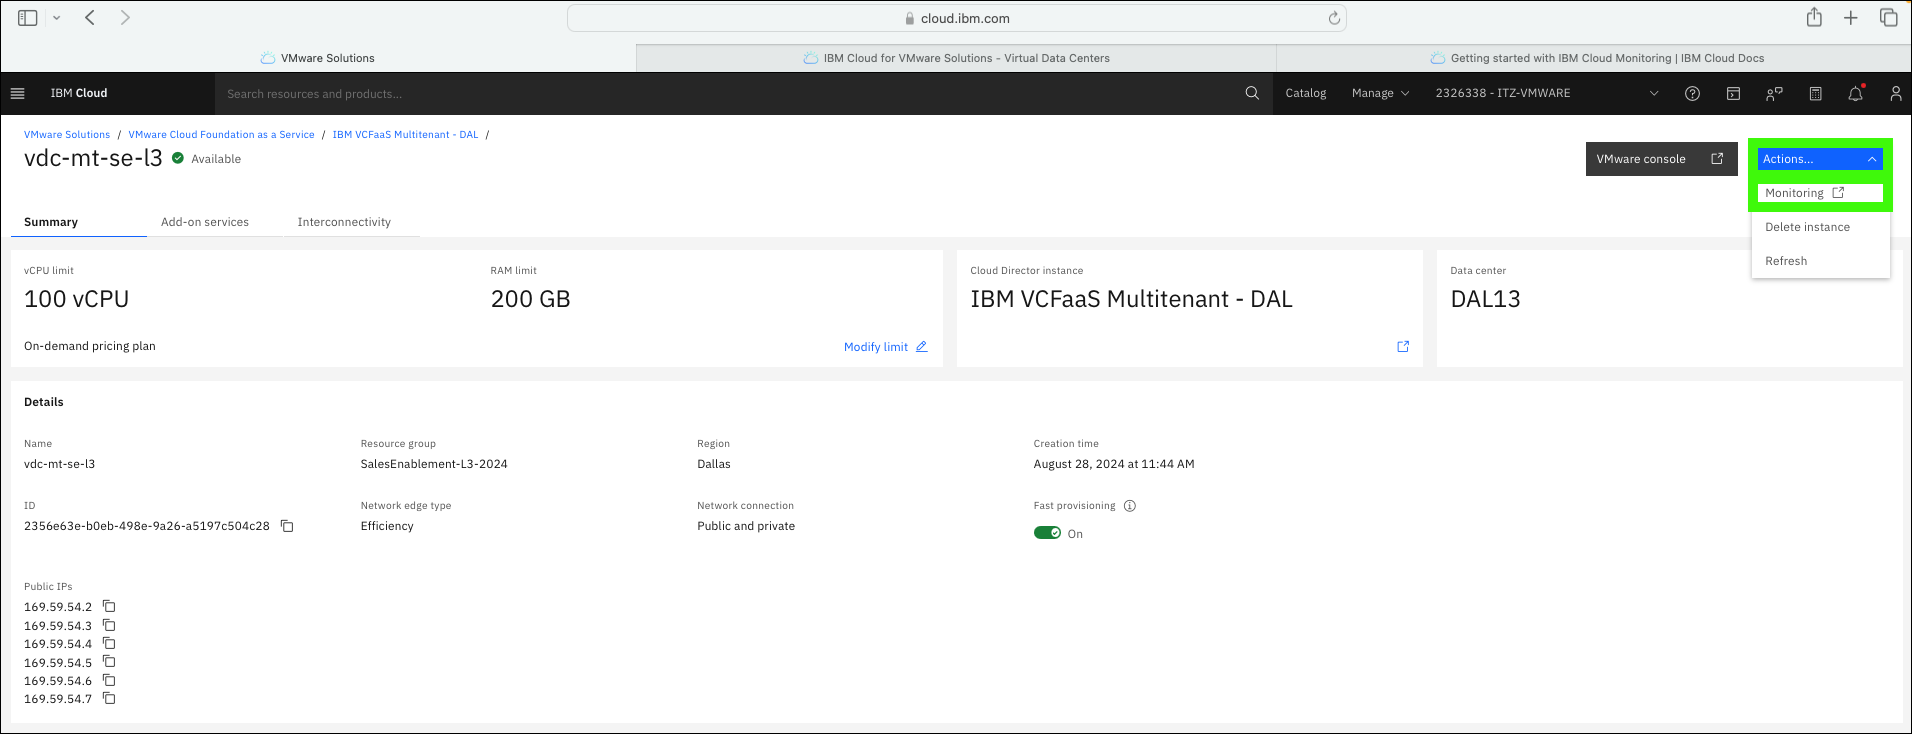 cloud.ibm.com
VMware Solutions
IBM Cloud for VMware Solutions - Virtual Data Centers
Getting started with IBM Cloud Monitoring | IBM Cloud Docs
IBM Cloud
Search resources and products...
Catalog
Manage
2326338 - ITZ-VMWARE
VMware Solutions / VMware Cloud Foundation as a Service / IBM VCFaaS Multitenant - DAL /
vdc-mt-se-l3
Available
VMware console
Actions...
Monitoring
Delete instance
Refresh
Summary
Add-on services
Interconnectivity
vCPU limit
100 vCPU
RAM limit
200 GB
On-demand pricing plan
Modify limit
Cloud Director instance
IBM VCFaaS Multitenant - DAL
Data center
DAL13
Details
Name
vdc-mt-se-l3
Resource group
SalesEnablement-L3-2024
Region
Dallas
Creation time
August 28, 2024 at 11:44 AM
ID
2356e63e-b0eb-498e-9a26-a5197c504c28
Network edge type
Efficiency
Network connection
Public and private
Fast provisioning
On
Public IPs
169.59.54.2
169.59.54.3
169.59.54.4
169.59.54.5
169.59.54.6
169.59.54.7